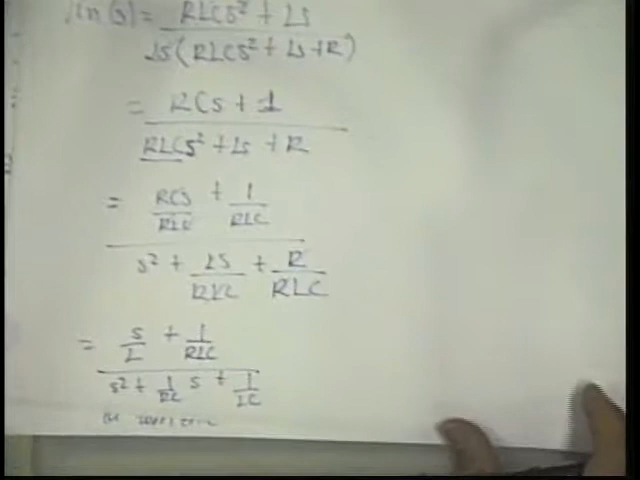 in(s) = RLCs² + Ls
Ls(RLCs² + Ls + R)
= RCs + 1
RLCs² + Ls + R
= RCs/RLC + 1/RLC
s² + Ls/RLC + R/RLC
= s/L + 1/RLC
s² + 1/RC s + 1/LC